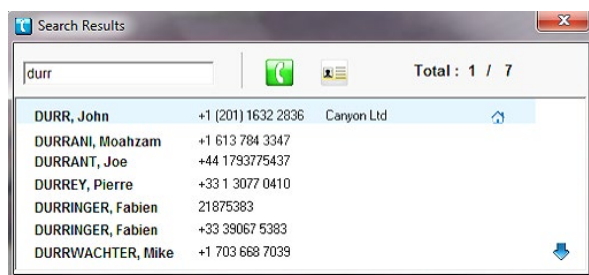 Search Results
durr
Total : 1 / 7
DURR, John +1 (201) 1632 2836 Canyon Ltd
DURRANI, Moahzam +1 613 784 3347
DURRANT, Joe +44 1793775437
DURREY, Pierre +33 1 3077 0410
DURRINGER, Fabien 21875383
DURRINGER, Fabien +33 39067 5383
DURRWACHTER, Mike +1 703 668 7039